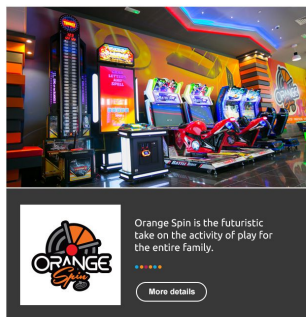 ORANGE
ORANGE
Spin
Orange Spin is the futuristic
take on the activity of play for
the entire family.
More details